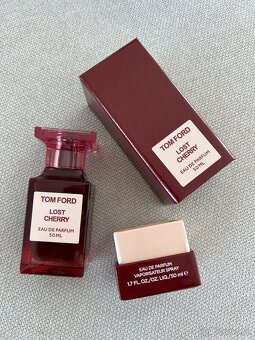 TOM FORD
LOST
CHERRY
EAU DE PARFUM
50 ML
TOM FORD
LOST
CHERRY
EAU DE PARFUM
50 ML
EAU DE PARFUM
VAPORISATEUR SPRAY
1.7 FL.OZ./OZ. LIQ./50 ml ℮